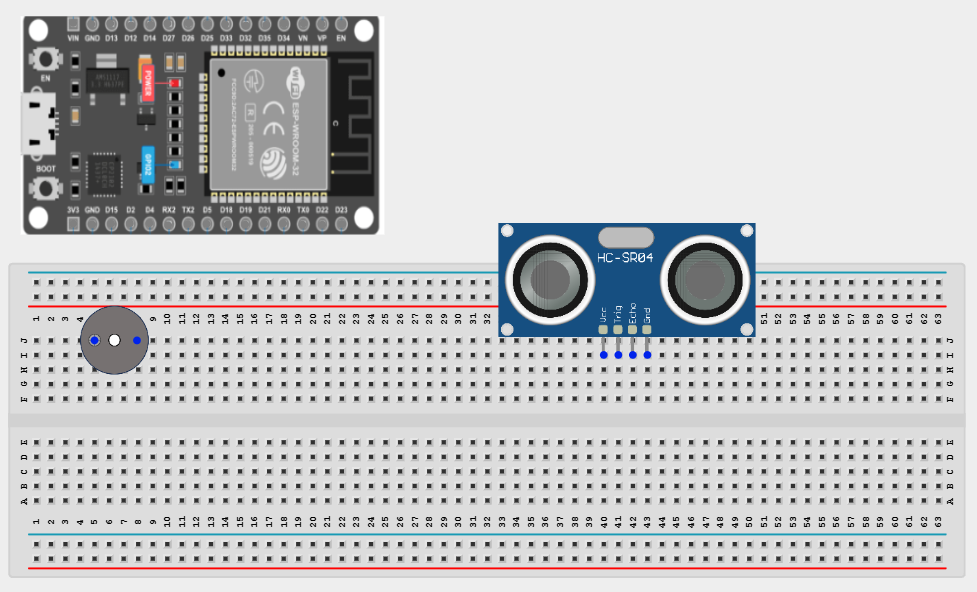 VIN GND D13 D12 D14 D27 D26 D25 D33 D32 D35 D34 VN VP EN
EN
POWER
WiFi
ESP-WROOM-32
CE
R
C
GPIO2
BOOT
3V3 GND D15 D2 D4 RX2 TX2 D5 D18 D19 D21 RX0 TX0 D22 D23
HC-SR04
Vcc Trig Echo Gnd
1 2 3 4 9 10 11 12 13 14 15 16 17 18 19 20 21 22 23 24 25 26 27 28 29 30 31 32 51 52 53 54 55 56 57 58 59 60 61 62 63
J J
I I
H H
G G
F F
E E
D D
C C
B B
A A
1 2 3 4 5 6 7 8 9 10 11 12 13 14 15 16 17 18 19 20 21 22 23 24 25 26 27 28 29 30 31 32 33 34 35 36 37 38 39 40 41 42 43 44 45 46 47 48 49 50 51 52 53 54 55 56 57 58 59 60 61 62 63